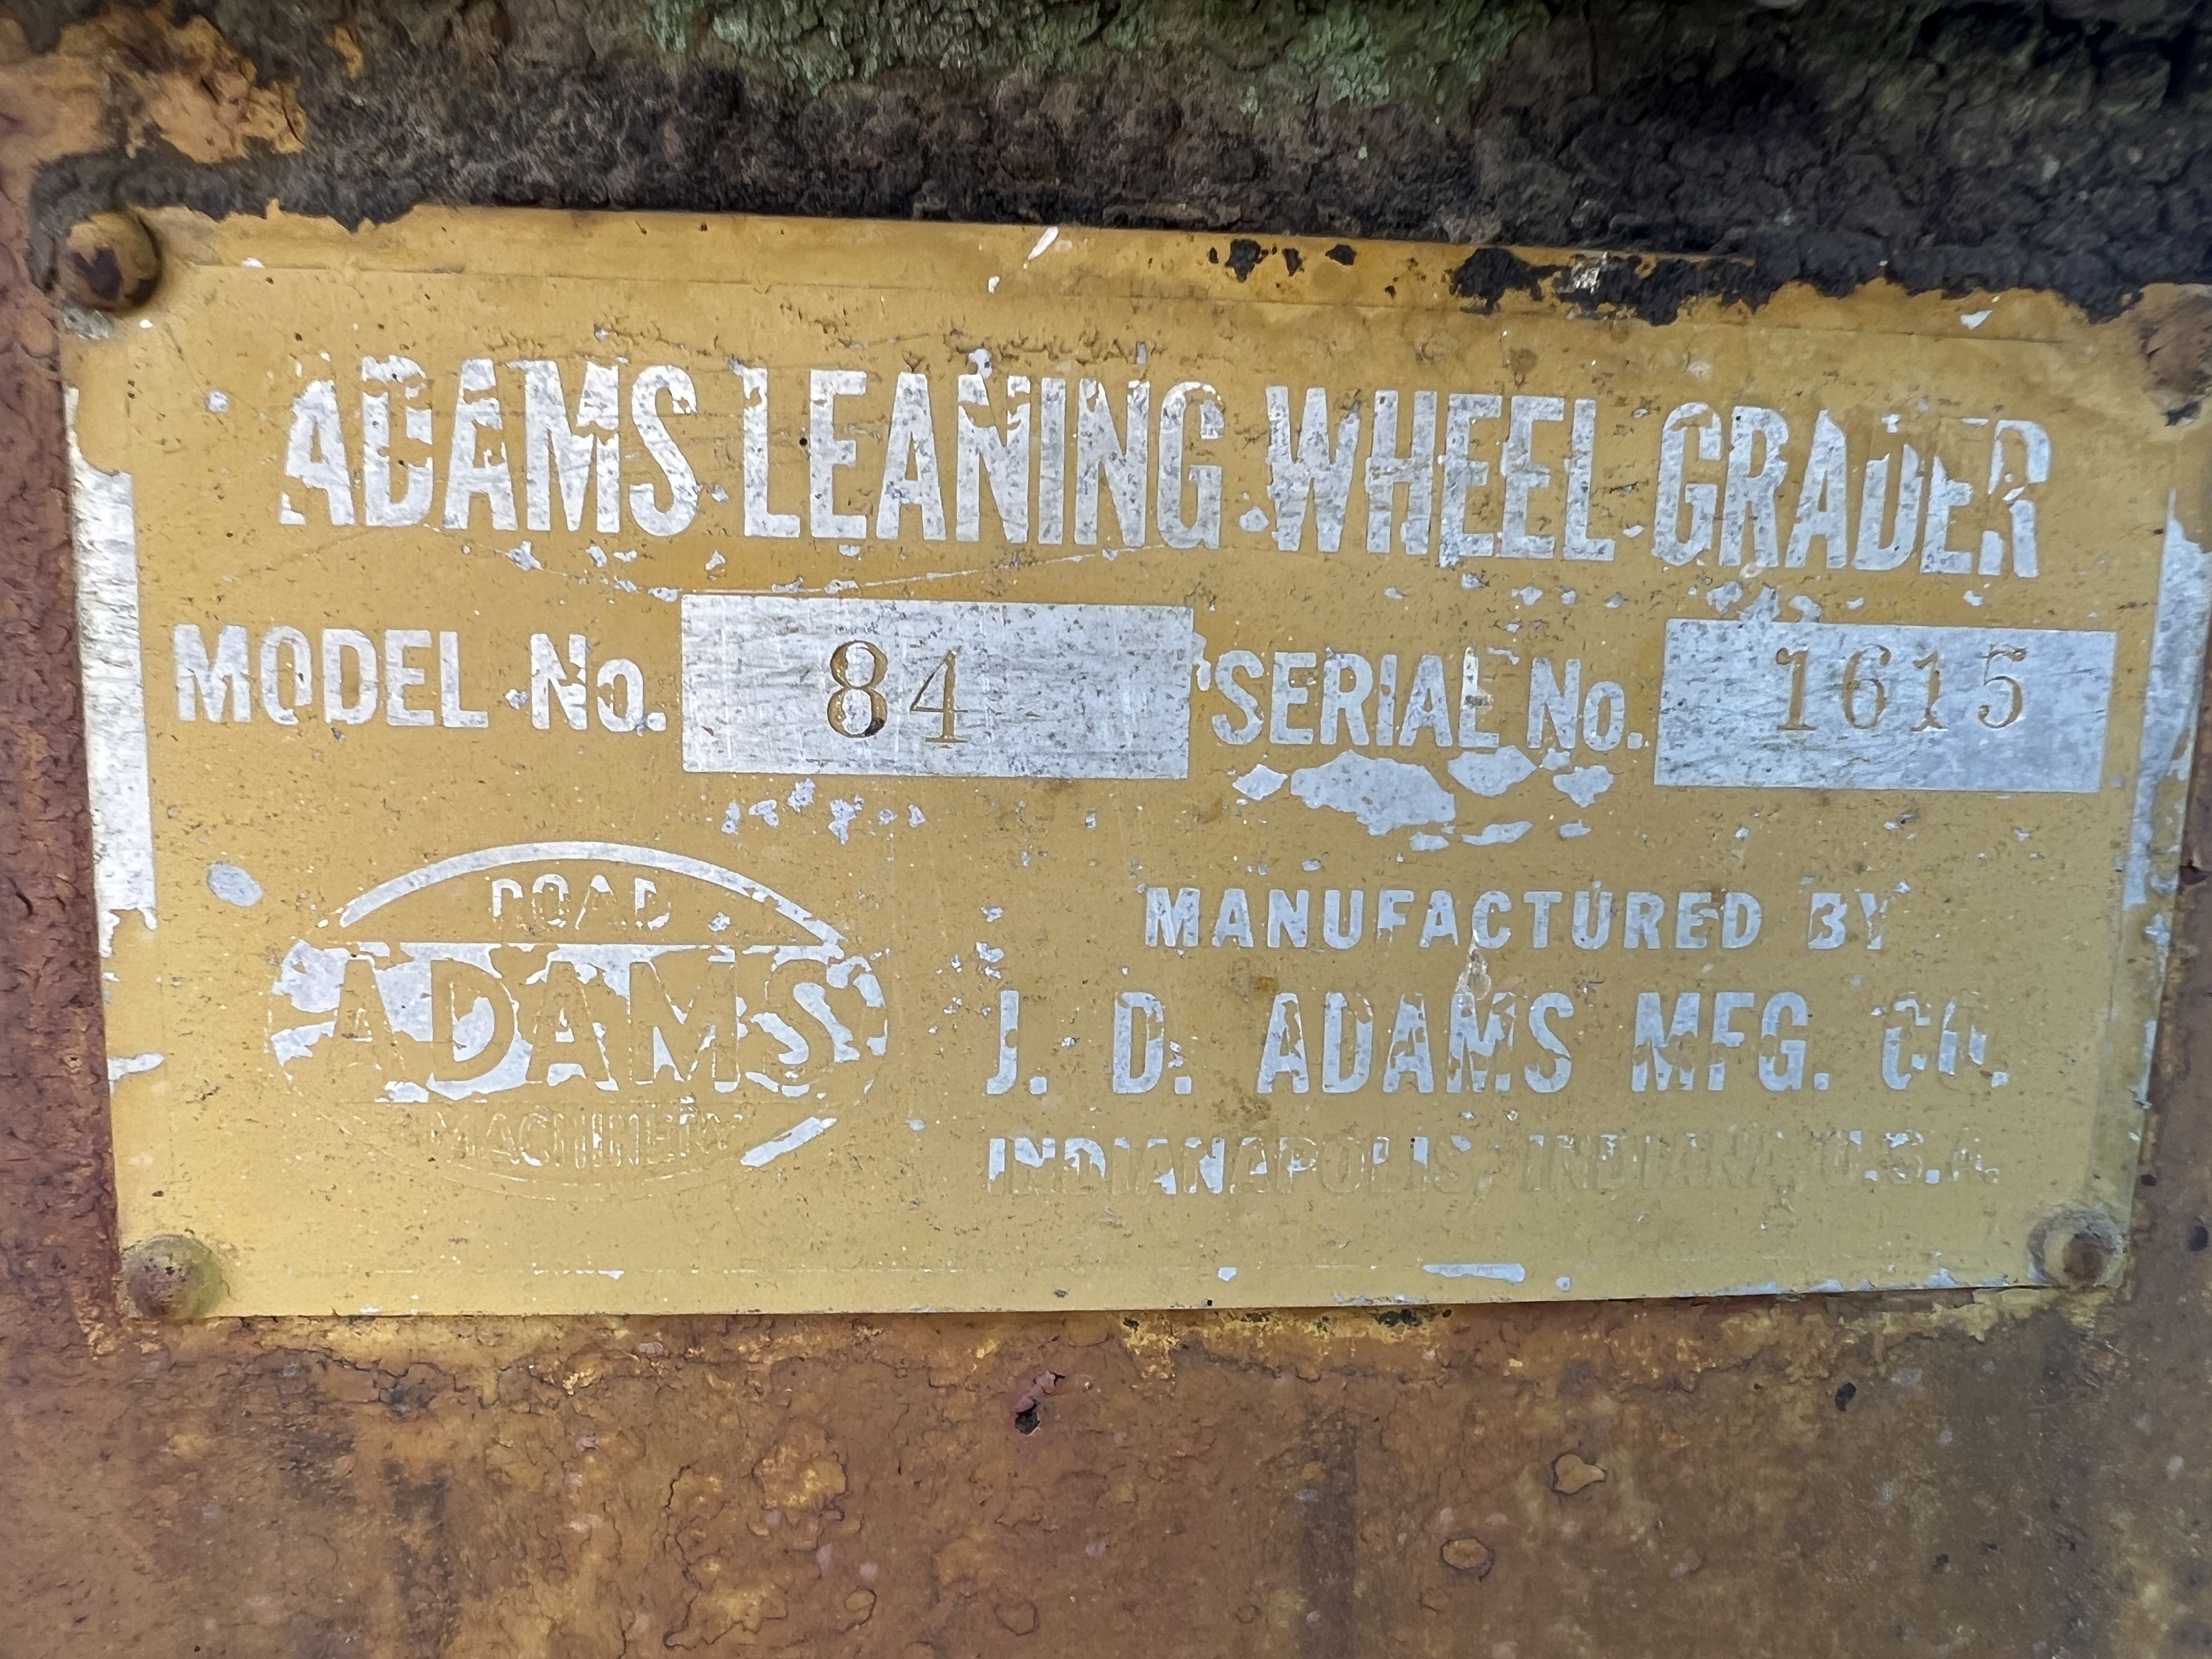 ADAMS LEANING WHEEL GRADER
MODEL No. 84 SERIAL No. 1615
ROAD
ADAMS
MACHINERY
MANUFACTURED BY
J. D. ADAMS MFG. CO.
INDIANAPOLIS, INDIANA, U.S.A.